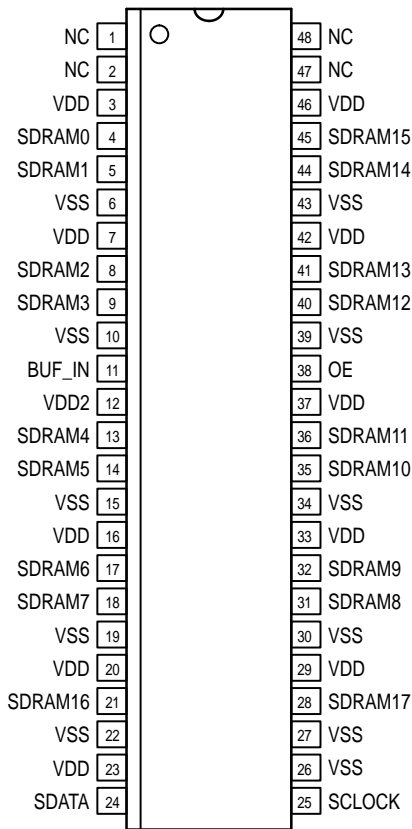 NC 1 48 NC
NC 2 47 NC
VDD 3 46 VDD
SDRAM0 4 45 SDRAM15
SDRAM1 5 44 SDRAM14
VSS 6 43 VSS
VDD 7 42 VDD
SDRAM2 8 41 SDRAM13
SDRAM3 9 40 SDRAM12
VSS 10 39 VSS
BUF_IN 11 38 OE
VDD2 12 37 VDD
SDRAM4 13 36 SDRAM11
SDRAM5 14 35 SDRAM10
VSS 15 34 VSS
VDD 16 33 VDD
SDRAM6 17 32 SDRAM9
SDRAM7 18 31 SDRAM8
VSS 19 30 VSS
VDD 20 29 VDD
SDRAM16 21 28 SDRAM17
VSS 22 27 VSS
VDD 23 26 VSS
SDATA 24 25 SCLOCK